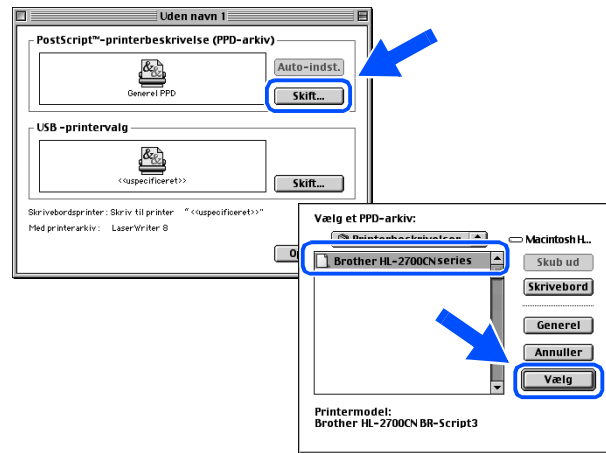 Uden navn 1
PostScript™-printerbeskrivelse (PPD-arkiv)
Auto-indst.
Generel PPD
Skift...
USB-printervalg
<<uspecificeret>>
Skift...
Skrivebordsprinter: Skriv til printer "<<uspecificeret>>"
Med printerarkiv: LaserWriter 8
Vælg et PPD-arkiv:
Printerbeskrivelser
Macintosh H...
Brother HL-2700CN series
Skub ud
Skrivebord
Generel
Annuller
Vælg
Printermodel:
Brother HL-2700CN BR-Script3